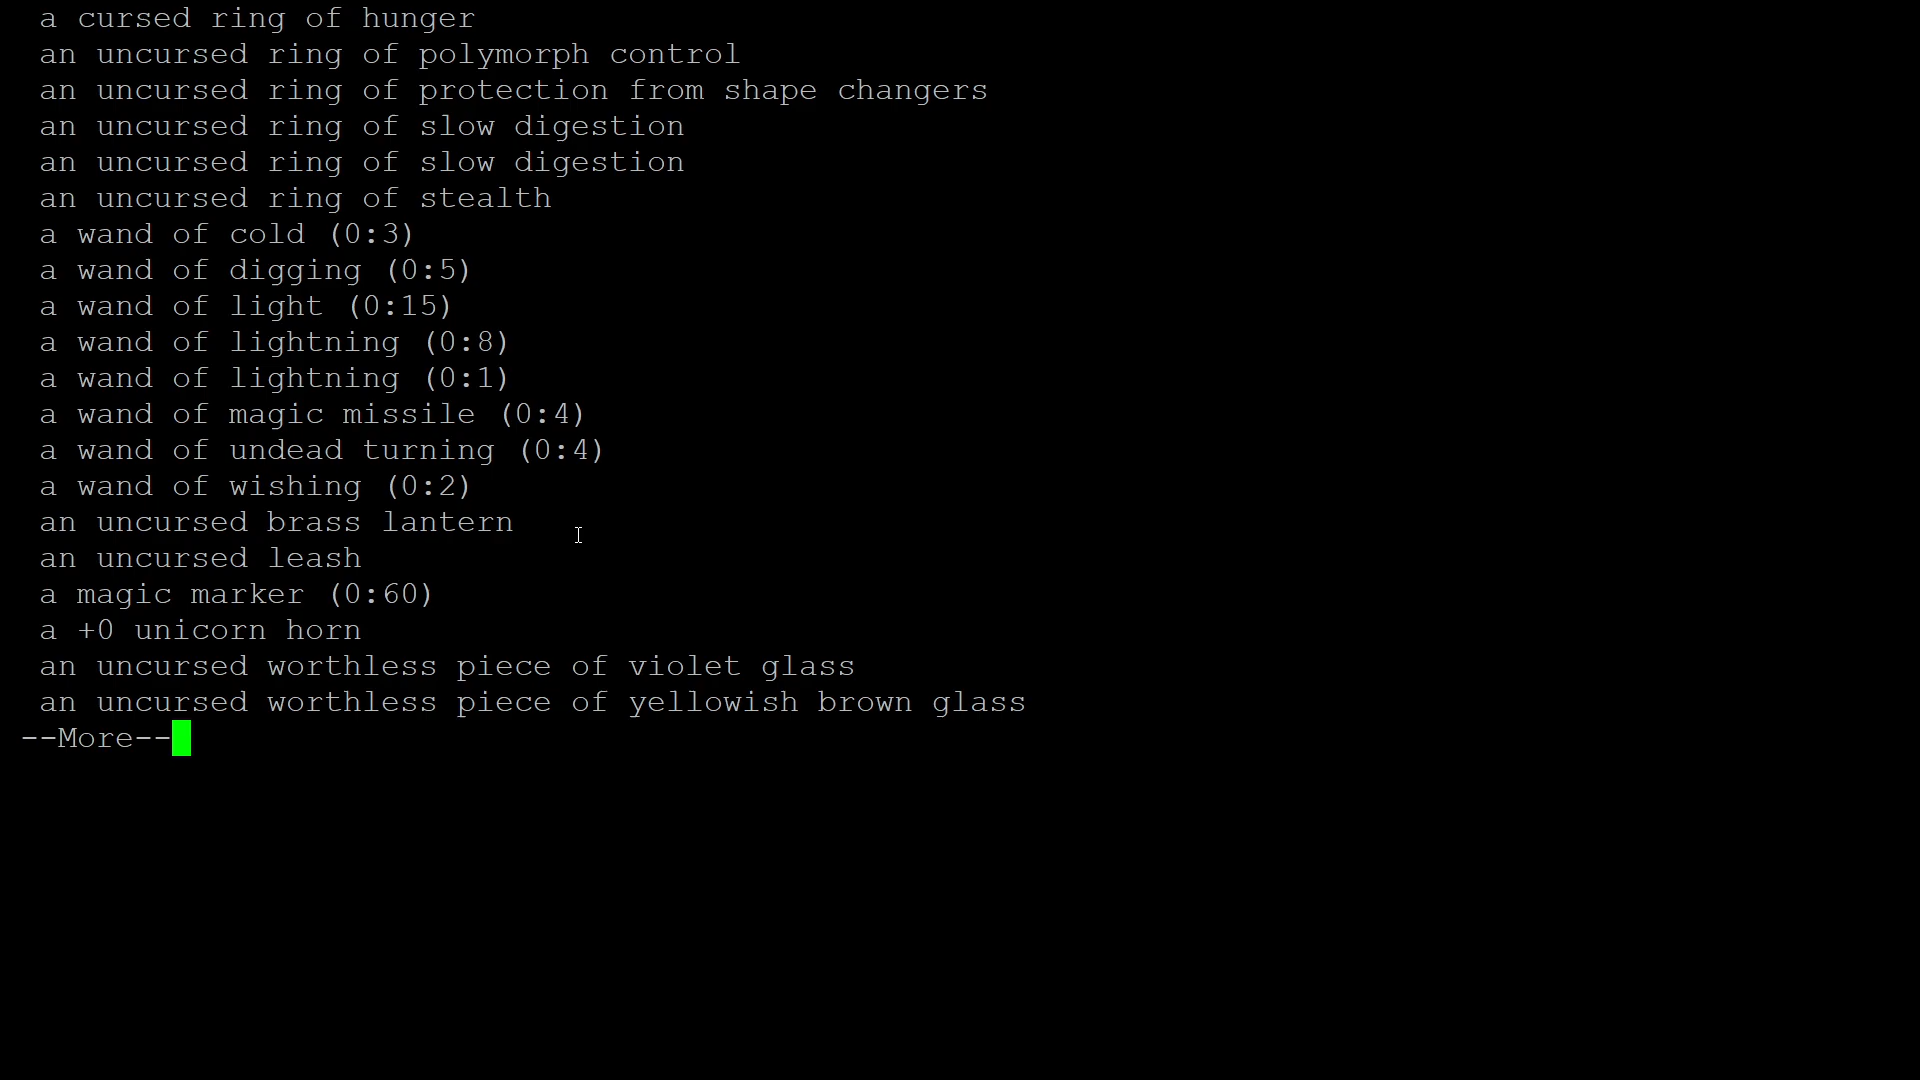 a cursed ring of hunger
an uncursed ring of polymorph control
an uncursed ring of protection from shape changers
an uncursed ring of slow digestion
an uncursed ring of slow digestion
an uncursed ring of stealth
a wand of cold (0:3)
a wand of digging (0:5)
a wand of light (0:15)
a wand of lightning (0:8)
a wand of lightning (0:1)
a wand of magic missile (0:4)
a wand of undead turning (0:4)
a wand of wishing (0:2)
an uncursed brass lantern
an uncursed leash
a magic marker (0:60)
a +0 unicorn horn
an uncursed worthless piece of violet glass
an uncursed worthless piece of yellowish brown glass
--More--